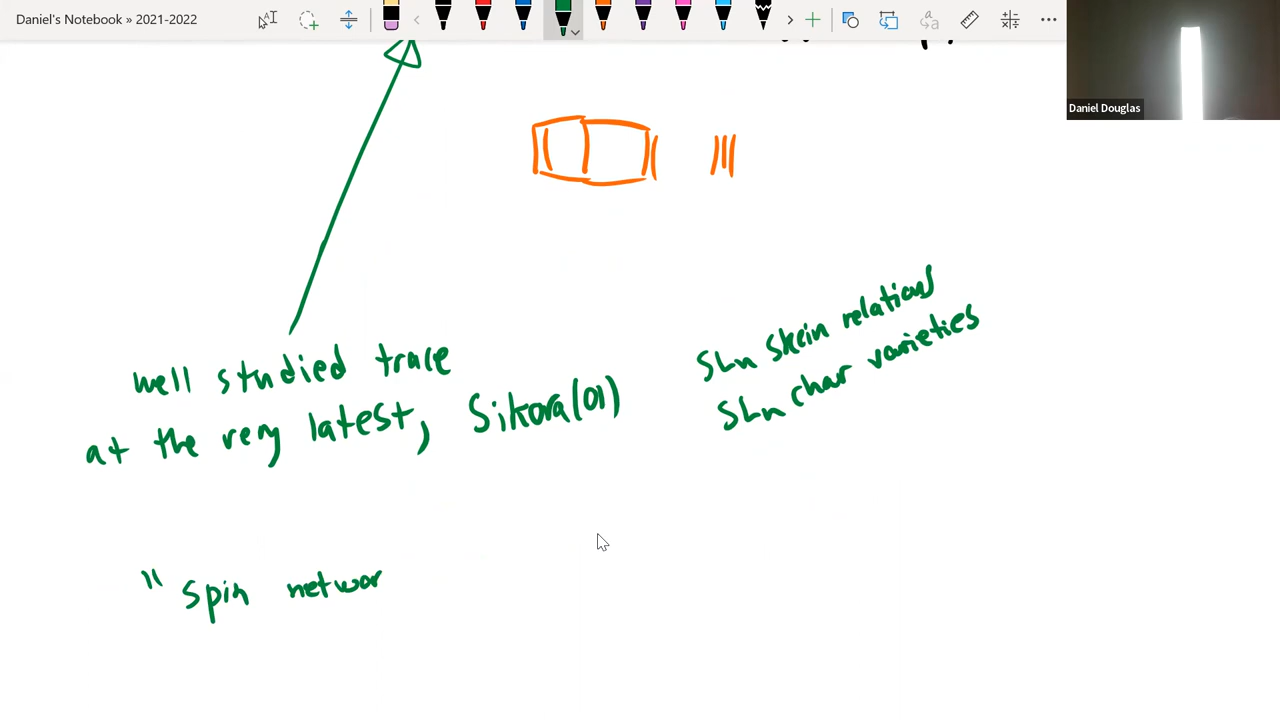 Daniel's Notebook » 2021-2022
Daniel Douglas
well studied trace
at the very latest, Sikora (01)
SLn skein relations
SLn char varieties
" spin networ